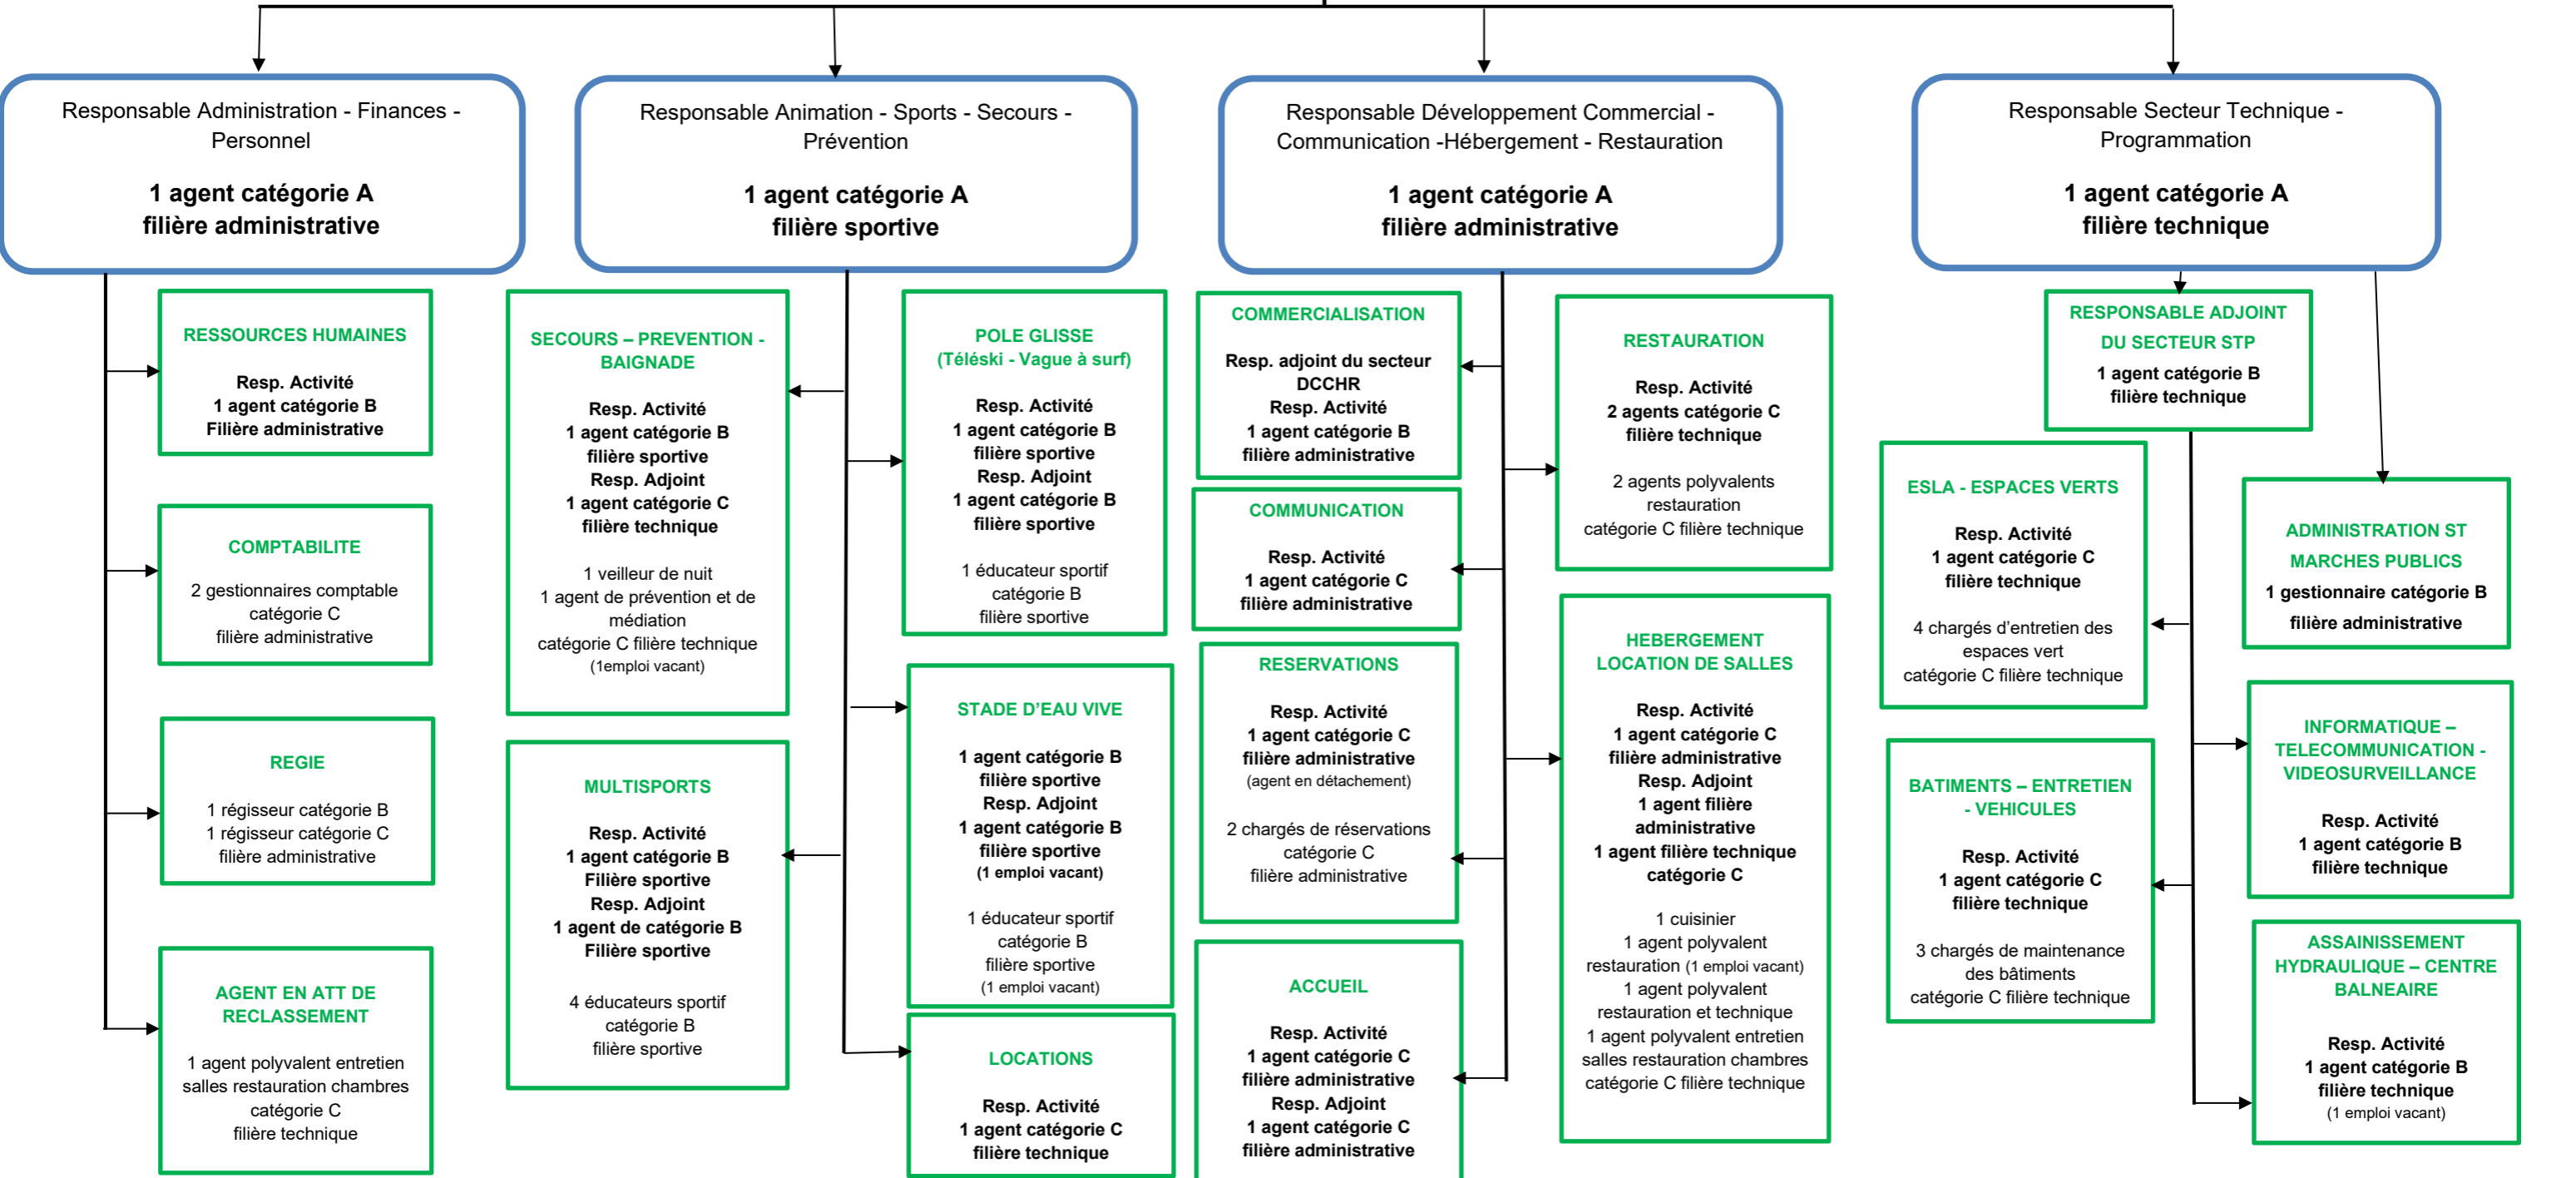 Responsable Administration - Finances -
Personnel
1 agent catégorie A
filière administrative
Responsable Animation - Sports - Secours -
Prévention
1 agent catégorie A
filière sportive
Responsable Développement Commercial -
Communication -Hébergement - Restauration
1 agent catégorie A
filière administrative
Responsable Secteur Technique -
Programmation
1 agent catégorie A
filière technique
RESSOURCES HUMAINES
Resp. Activité
1 agent catégorie B
Filière administrative
COMPTABILITE
2 gestionnaires comptable
catégorie C
filière administrative
REGIE
1 régisseur catégorie B
1 régisseur catégorie C
filière administrative
AGENT EN ATT DE
RECLASSEMENT
1 agent polyvalent entretien
salles restauration chambres
catégorie C
filière technique
SECOURS – PREVENTION -
BAIGNADE
Resp. Activité
1 agent catégorie B
filière sportive
Resp. Adjoint
1 agent catégorie C
filière technique
1 veilleur de nuit
1 agent de prévention et de
médiation
catégorie C filière technique
(1emploi vacant)
MULTISPORTS
Resp. Activité
1 agent catégorie B
Filière sportive
Resp. Adjoint
1 agent de catégorie B
Filière sportive
4 éducateurs sportif
catégorie B
filière sportive
POLE GLISSE
(Téléski - Vague à surf)
Resp. Activité
1 agent catégorie B
filière sportive
Resp. Adjoint
1 agent catégorie B
filière sportive
1 éducateur sportif
catégorie B
filière sportive
STADE D'EAU VIVE
1 agent catégorie B
filière sportive
Resp. Adjoint
1 agent catégorie B
filière sportive
(1 emploi vacant)
1 éducateur sportif
catégorie B
filière sportive
(1 emploi vacant)
LOCATIONS
Resp. Activité
1 agent catégorie C
filière technique
COMMERCIALISATION
Resp. adjoint du secteur
DCCHR
Resp. Activité
1 agent catégorie B
filière administrative
COMMUNICATION
Resp. Activité
1 agent catégorie C
filière administrative
RESERVATIONS
Resp. Activité
1 agent catégorie C
filière administrative
(agent en détachement)
2 chargés de réservations
catégorie C
filière administrative
ACCUEIL
Resp. Activité
1 agent catégorie C
filière administrative
Resp. Adjoint
1 agent catégorie C
filière administrative
RESTAURATION
Resp. Activité
2 agents catégorie C
filière technique
2 agents polyvalents
restauration
catégorie C filière technique
HEBERGEMENT
LOCATION DE SALLES
Resp. Activité
1 agent catégorie C
filière administrative
Resp. Adjoint
1 agent filière
administrative
1 agent filière technique
catégorie C
1 cuisinier
1 agent polyvalent
restauration (1 emploi vacant)
1 agent polyvalent
restauration et technique
1 agent polyvalent entretien
salles restauration chambres
catégorie C filière technique
RESPONSABLE ADJOINT
DU SECTEUR STP
1 agent catégorie B
filière technique
ESLA - ESPACES VERTS
Resp. Activité
1 agent catégorie C
filière technique
4 chargés d'entretien des
espaces vert
catégorie C filière technique
BATIMENTS – ENTRETIEN
- VEHICULES
Resp. Activité
1 agent catégorie C
filière technique
3 chargés de maintenance
des bâtiments
catégorie C filière technique
ADMINISTRATION ST
MARCHES PUBLICS
1 gestionnaire catégorie B
filière administrative
INFORMATIQUE –
TELECOMMUNICATION -
VIDEOSURVEILLANCE
Resp. Activité
1 agent catégorie B
filière technique
ASSAINISSEMENT
HYDRAULIQUE – CENTRE
BALNEAIRE
Resp. Activité
1 agent catégorie B
filière technique
(1 emploi vacant)